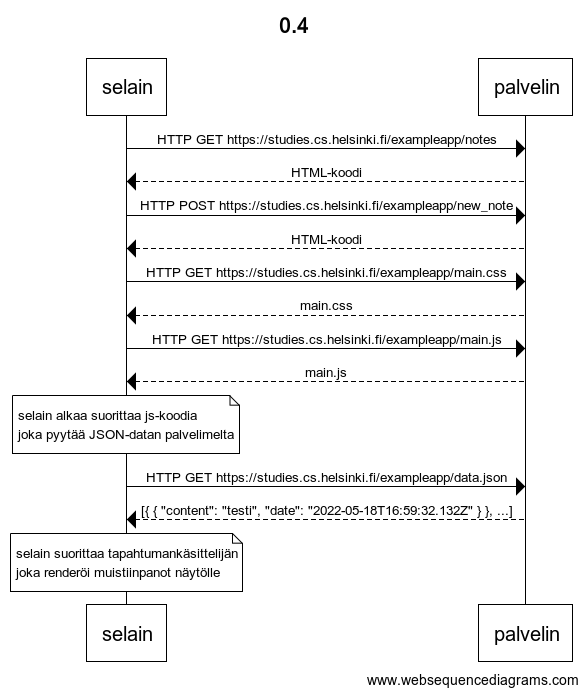 0.4
selain palvelin
HTTP GET https://studies.cs.helsinki.fi/exampleapp/notes
HTML-koodi
HTTP POST https://studies.cs.helsinki.fi/exampleapp/new_note
HTML-koodi
HTTP GET https://studies.cs.helsinki.fi/exampleapp/main.css
main.css
HTTP GET https://studies.cs.helsinki.fi/exampleapp/main.js
main.js
selain alkaa suorittaa js-koodia
joka pyytää JSON-datan palvelimelta
HTTP GET https://studies.cs.helsinki.fi/exampleapp/data.json
[{ { "content": "testi", "date": "2022-05-18T16:59:32.132Z" } }, ...]
selain suorittaa tapahtumankäsittelijän
joka renderöi muistiinpanot näytölle
selain palvelin
www.websequencediagrams.com